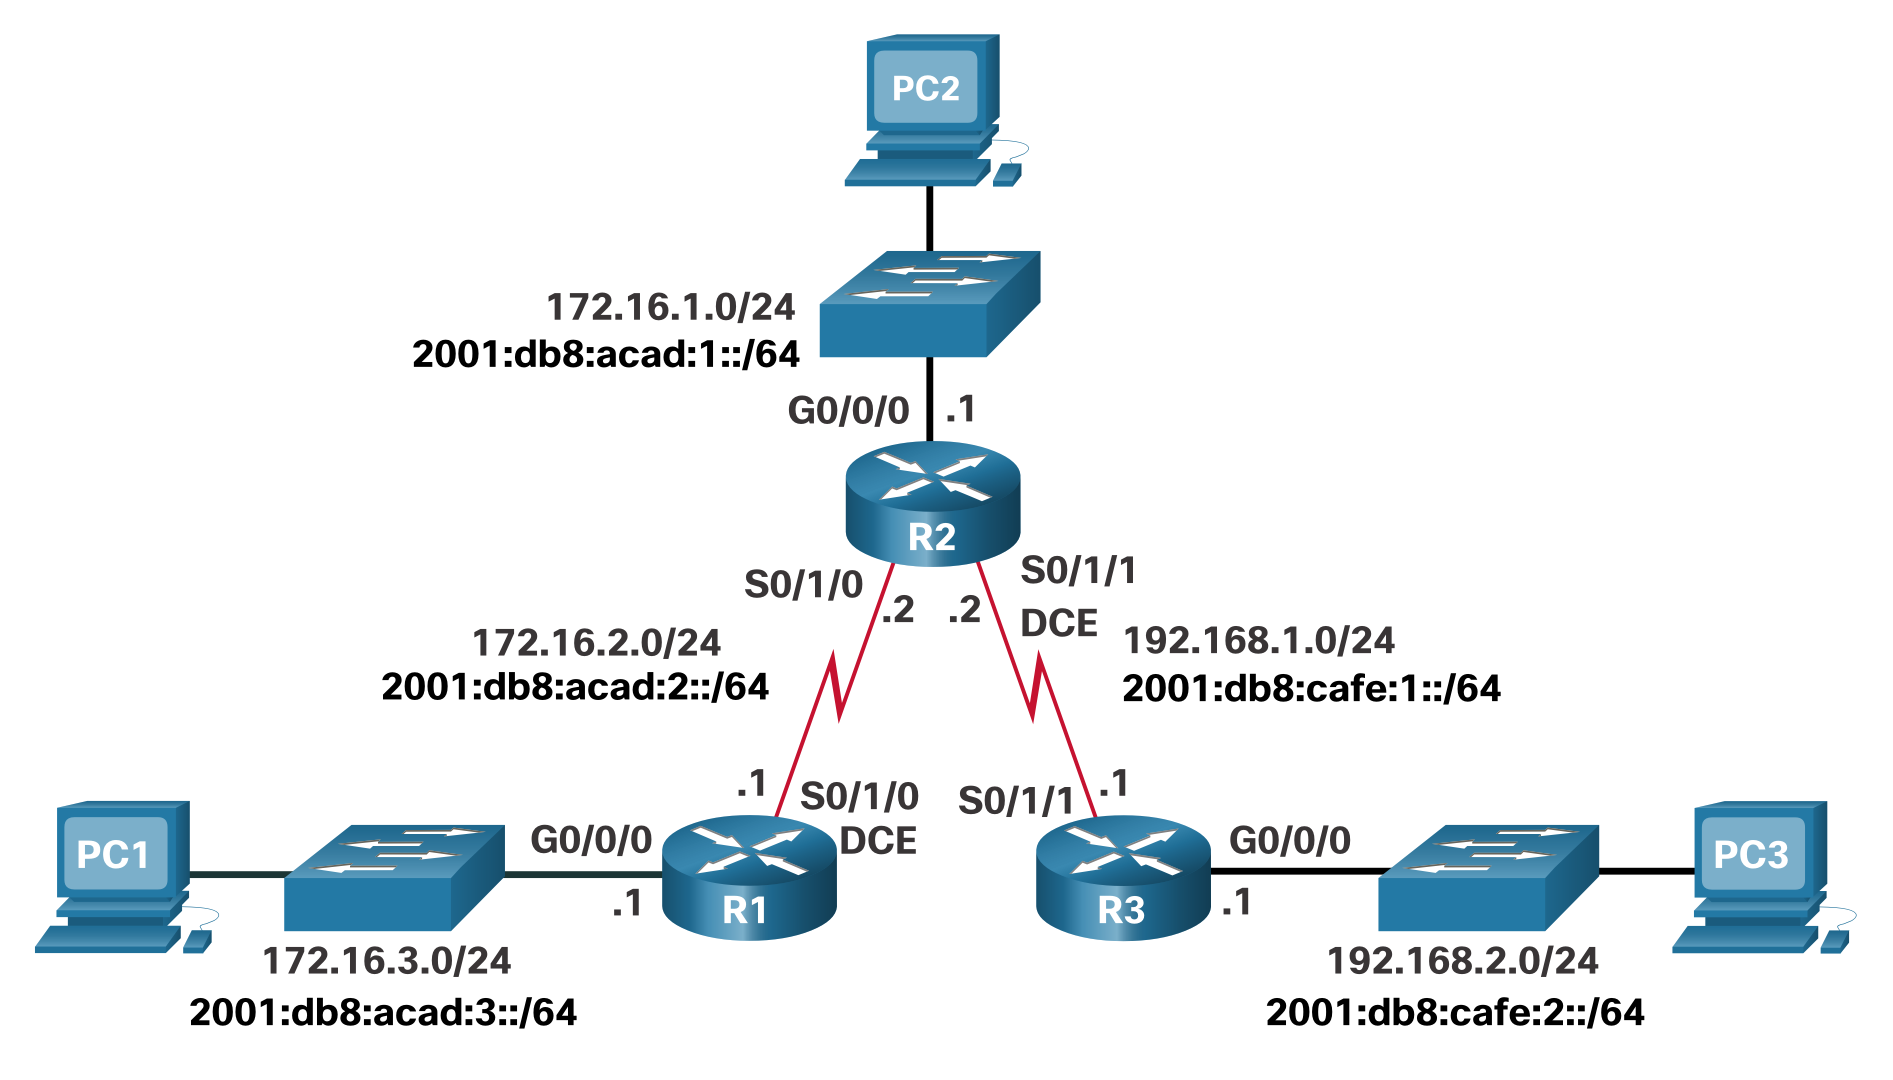 PC2
172.16.1.0/24
2001:db8:acad:1::/64
G0/0/0
.1
R2
S0/1/0
.2
.2
S0/1/1
DCE
172.16.2.0/24
2001:db8:acad:2::/64
192.168.1.0/24
2001:db8:cafe:1::/64
.1
S0/1/0
DCE
S0/1/1
.1
PC1
G0/0/0
.1
R1
R3
G0/0/0
.1
PC3
172.16.3.0/24
2001:db8:acad:3::/64
192.168.2.0/24
2001:db8:cafe:2::/64